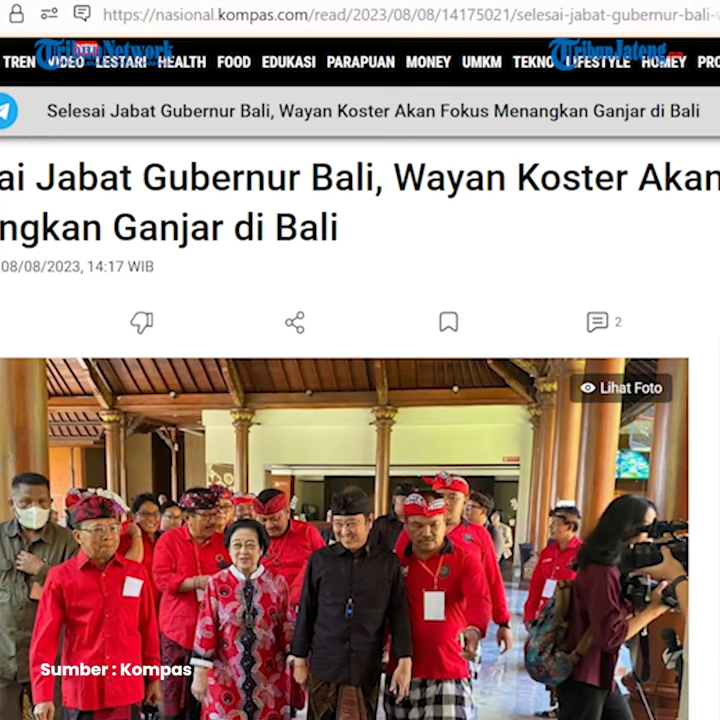 https://nasional.kompas.com/read/2023/08/08/14175021/selesai-jabat-gubernur-bali-
TribunNetwork
TribunJateng
TREN VIDEO NEW LESTARI HEALTH FOOD EDUKASI PARAPUAN MONEY UMKM TEKNO LIFESTYLE HOMEY PRO
Selesai Jabat Gubernur Bali, Wayan Koster Akan Fokus Menangkan Ganjar di Bali
ai Jabat Gubernur Bali, Wayan Koster Akan
ngkan Ganjar di Bali
08/08/2023, 14:17 WIB
2
Lihat Foto
Sumber : Kompas